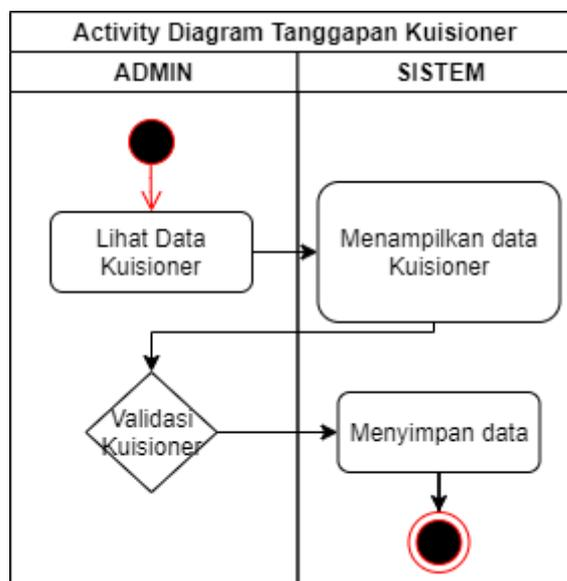 Activity Diagram Tanggapan Kuisioner
ADMIN
SISTEM
Lihat Data
Kuisioner
Menampilkan data
Kuisioner
Validasi
Kuisioner
Menyimpan data